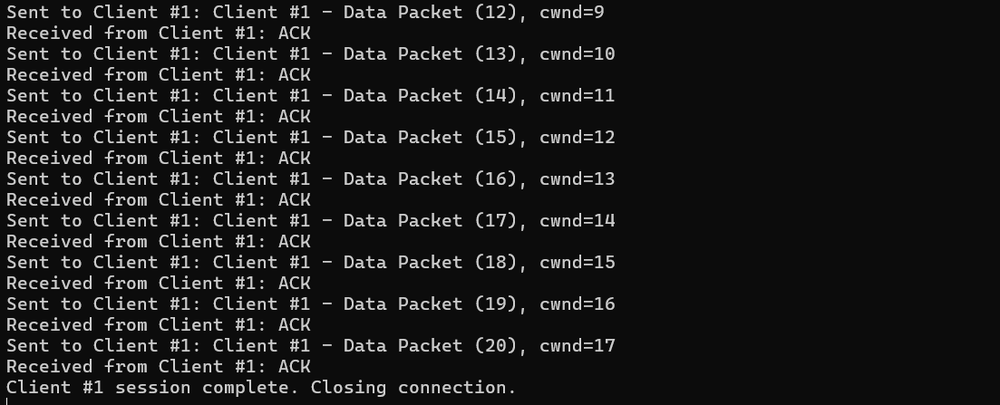 Sent to Client #1: Client #1 - Data Packet (12), cwnd=9
Received from Client #1: ACK
Sent to Client #1: Client #1 - Data Packet (13), cwnd=10
Received from Client #1: ACK
Sent to Client #1: Client #1 - Data Packet (14), cwnd=11
Received from Client #1: ACK
Sent to Client #1: Client #1 - Data Packet (15), cwnd=12
Received from Client #1: ACK
Sent to Client #1: Client #1 - Data Packet (16), cwnd=13
Received from Client #1: ACK
Sent to Client #1: Client #1 - Data Packet (17), cwnd=14
Received from Client #1: ACK
Sent to Client #1: Client #1 - Data Packet (18), cwnd=15
Received from Client #1: ACK
Sent to Client #1: Client #1 - Data Packet (19), cwnd=16
Received from Client #1: ACK
Sent to Client #1: Client #1 - Data Packet (20), cwnd=17
Received from Client #1: ACK
Client #1 session complete. Closing connection.